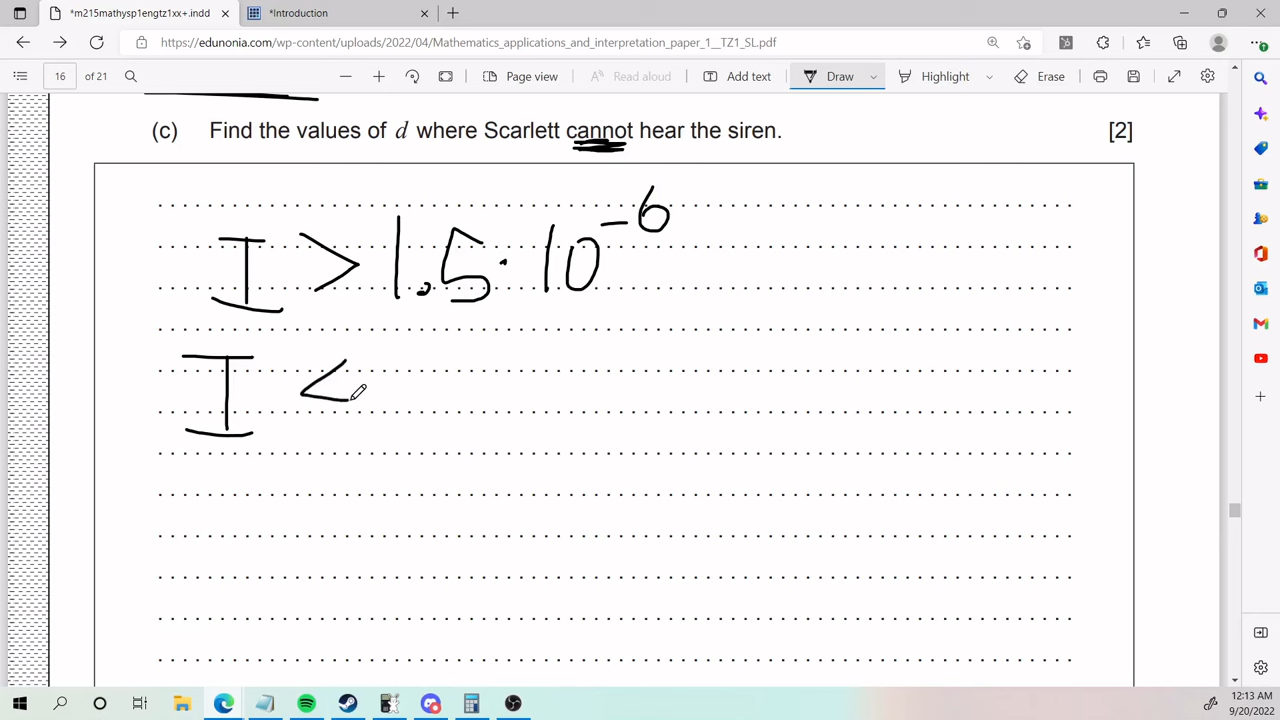 *m215mathysp1engtz1xx+.indd
*Introduction
https://edunonia.com/wp-content/uploads/2022/04/Mathematics_applications_and_interpretation_paper_1__TZ1_SL.pdf
16 of 21
Page view
Read aloud
Add text
Draw
Highlight
Erase
(c) Find the values of d where Scarlett cannot hear the siren. [2]
I > 1.5 · 10⁻⁶
I <
12:13 AM
9/20/2022